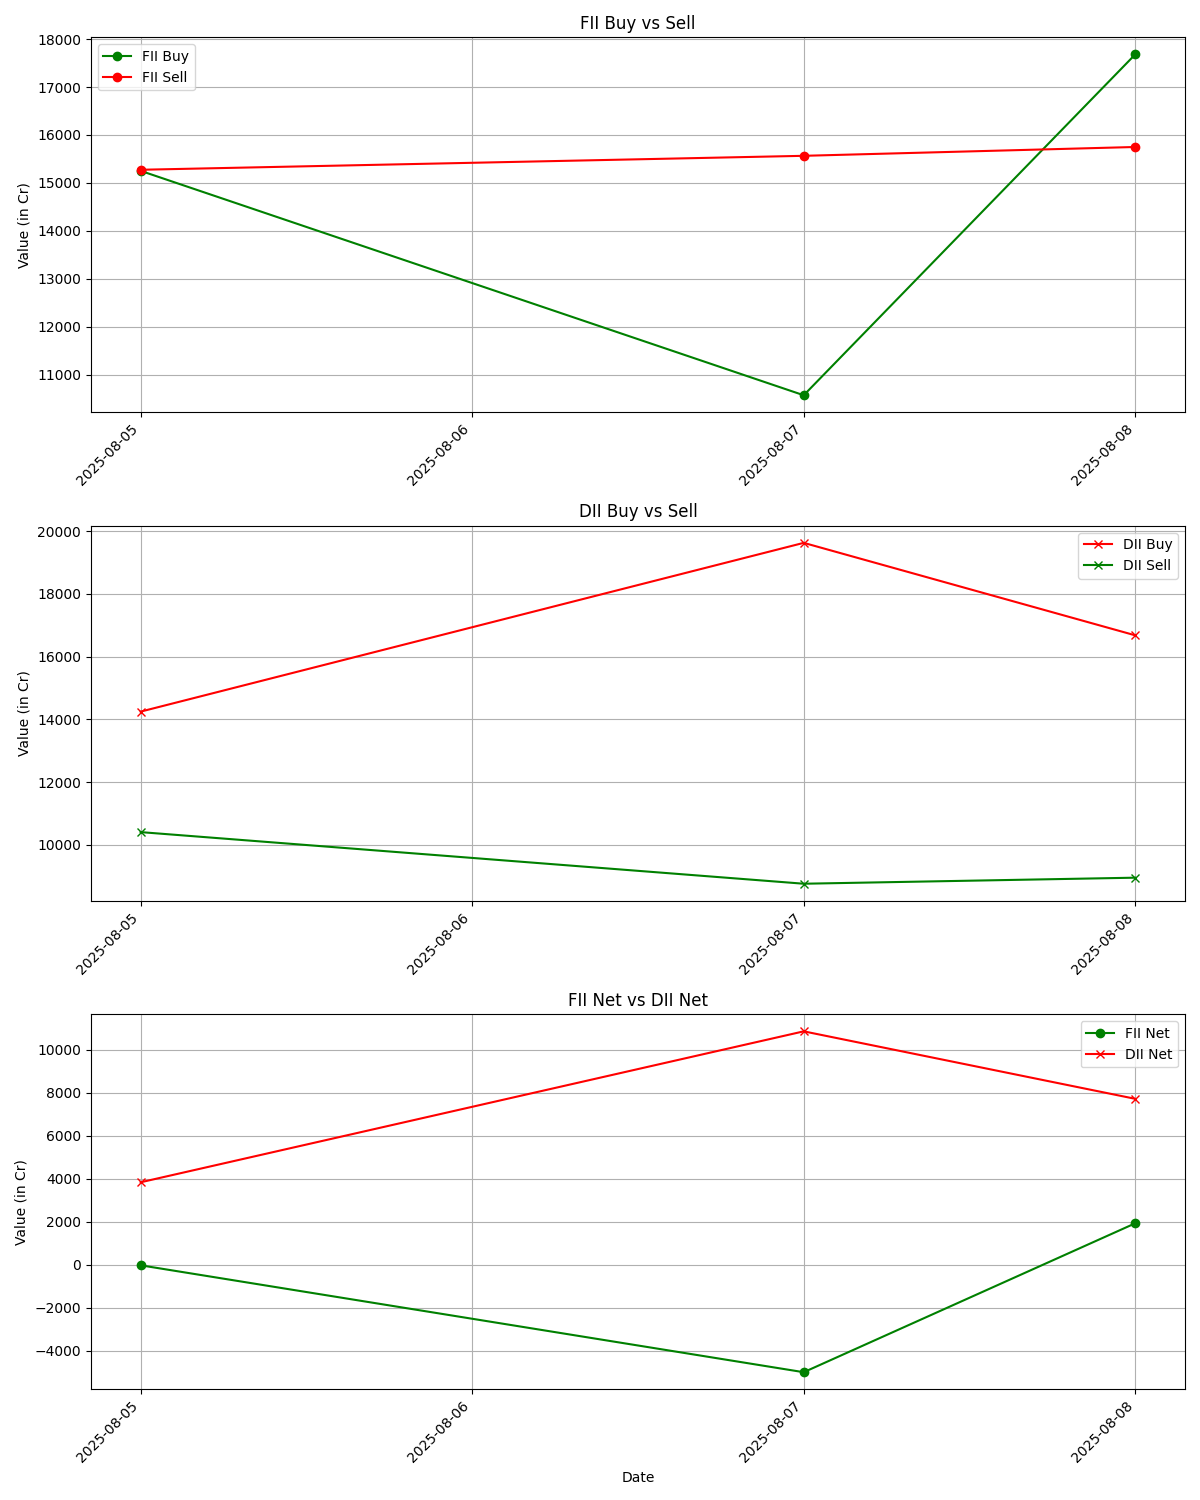 FII Buy vs Sell
FII Buy
FII Sell
Value (in Cr)
18000
17000
16000
15000
14000
13000
12000
11000
2025-08-05
2025-08-06
2025-08-07
2025-08-08
DII Buy vs Sell
DII Buy
DII Sell
Value (in Cr)
20000
18000
16000
14000
12000
10000
2025-08-05
2025-08-06
2025-08-07
2025-08-08
FII Net vs DII Net
FII Net
DII Net
Value (in Cr)
10000
8000
6000
4000
2000
0
−2000
−4000
2025-08-05
2025-08-06
2025-08-07
2025-08-08
Date